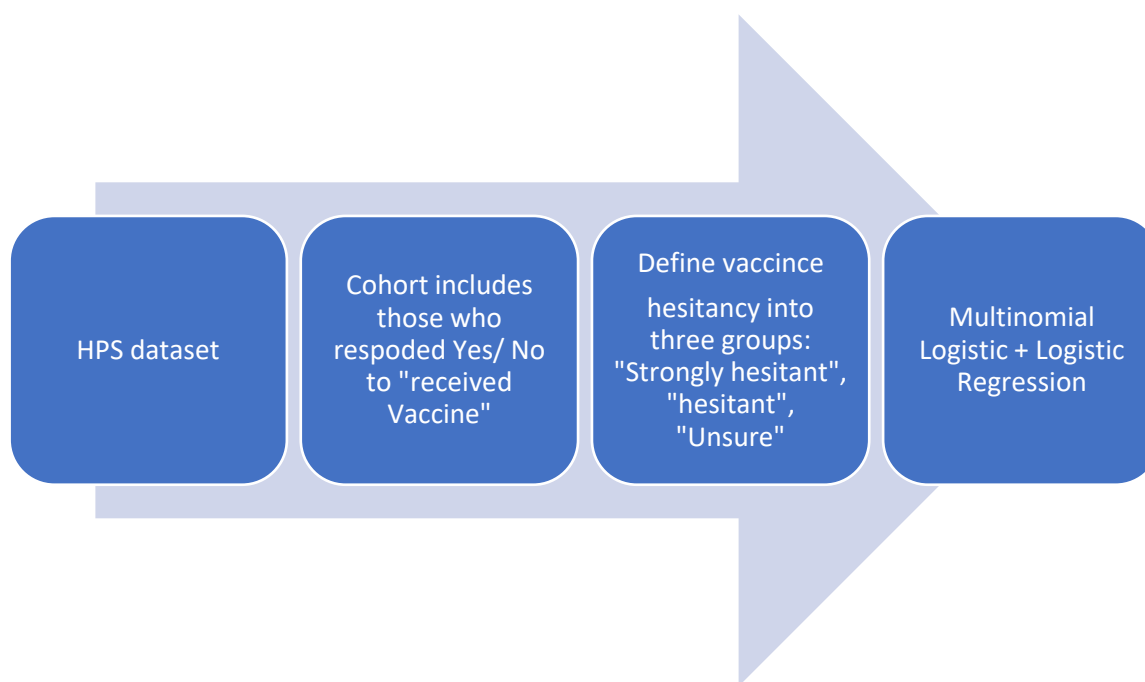 HPS dataset
Cohort includes
those who
respoded Yes/ No
to "received
Vaccine"
Define vaccince
hesitancy into
three groups:
"Strongly hesitant",
"hesitant",
"Unsure"
Multinomial
Logistic + Logistic
Regression